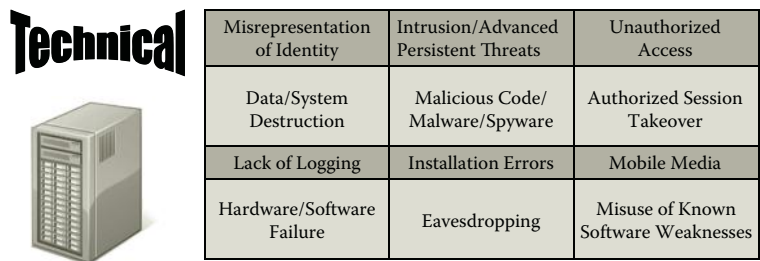 Technical
Misrepresentation
of Identity
Intrusion/Advanced
Persistent Threats
Unauthorized
Access
Data/System
Destruction
Malicious Code/
Malware/Spyware
Authorized Session
Takeover
Lack of Logging
Installation Errors
Mobile Media
Hardware/Software
Failure
Eavesdropping
Misuse of Known
Software Weaknesses